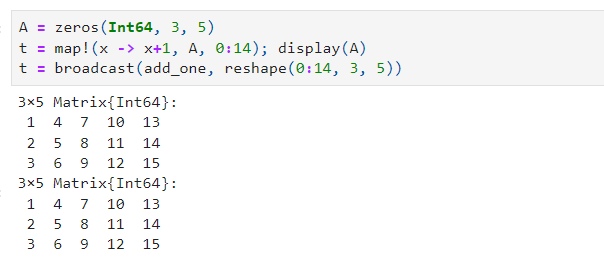 A = zeros(Int64, 3, 5)
t = map!(x -> x+1, A, 0:14); display(A)
t = broadcast(add_one, reshape(0:14, 3, 5))
3×5 Matrix{Int64}:
 1  4  7  10  13
 2  5  8  11  14
 3  6  9  12  15
3×5 Matrix{Int64}:
 1  4  7  10  13
 2  5  8  11  14
 3  6  9  12  15